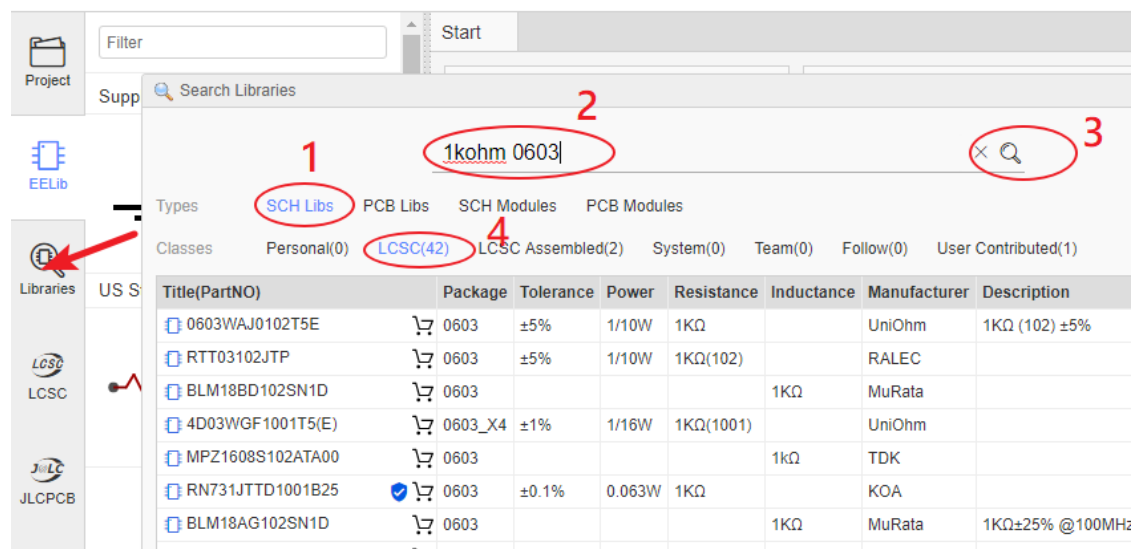 Filter
Start
Project
Supp
Search Libraries
2
1kohm 0603
3
1
EELib
Types SCH Libs PCB Libs SCH Modules PCB Modules
4
Classes Personal(0) LCSC(42) LCSC Assembled(2) System(0) Team(0) Follow(0) User Contributed(1)
Libraries
US S
Title(PartNO) Package Tolerance Power Resistance Inductance Manufacturer Description
0603WAJ0102T5E 0603 ±5% 1/10W 1KΩ UniOhm 1KΩ (102) ±5%
RTT03102JTP 0603 ±5% 1/10W 1KΩ(102) RALEC
LCSC
LCSC
BLM18BD102SN1D 0603 1KΩ MuRata
4D03WGF1001T5(E) 0603_X4 ±1% 1/16W 1KΩ(1001) UniOhm
MPZ1608S102ATA00 0603 1kΩ TDK
JLC
JLCPCB
RN731JTTD1001B25 0603 ±0.1% 0.063W 1KΩ KOA
BLM18AG102SN1D 0603 1KΩ MuRata 1KΩ±25% @100MHz